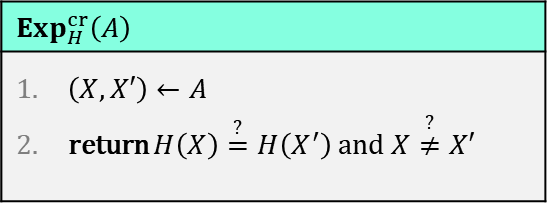 Exp_H^cr(A)
1. (X, X′) ← A
2. return H(X) ≟ H(X′) and X ≠^? X′